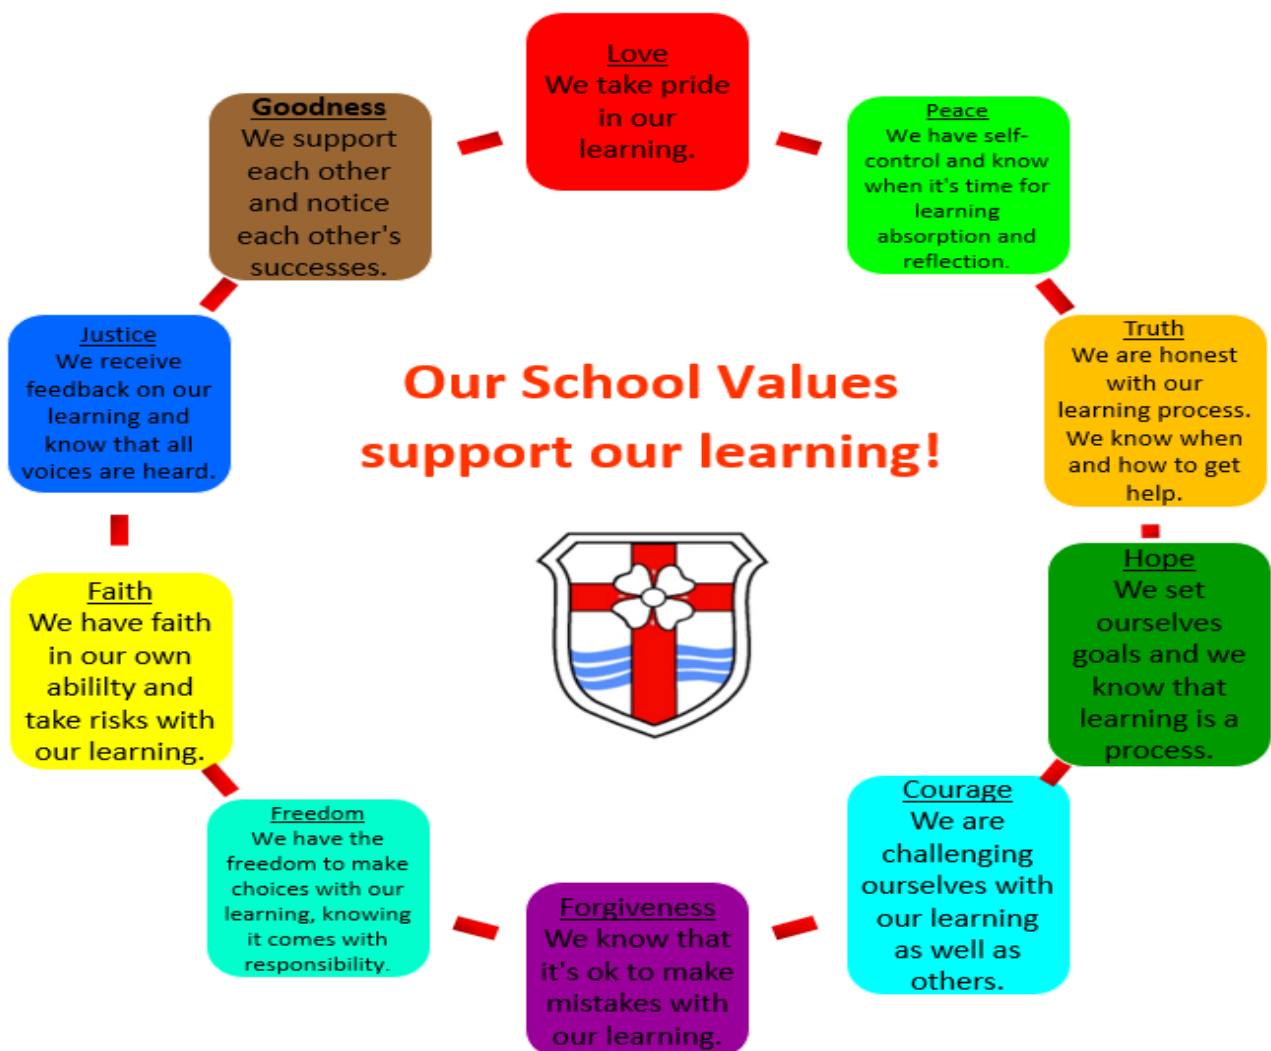 Love
We take pride
in our
learning.
Peace
We have self-
control and know
when it's time for
learning
absorption and
reflection.
Truth
We are honest
with our
learning process.
We know when
and how to get
help.
Hope
We set
ourselves
goals and we
know that
learning is a
process.
Courage
We are
challenging
ourselves with
our learning
as well as
others.
Forgiveness
We know that
it's ok to make
mistakes with
our learning.
Freedom
We have the
freedom to make
choices with our
learning, knowing
it comes with
responsibility.
Faith
We have faith
in our own
abililty and
take risks with
our learning.
Justice
We receive
feedback on our
learning and
know that all
voices are heard.
Goodness
We support
each other
and notice
each other's
successes.
Our School Values
support our learning!